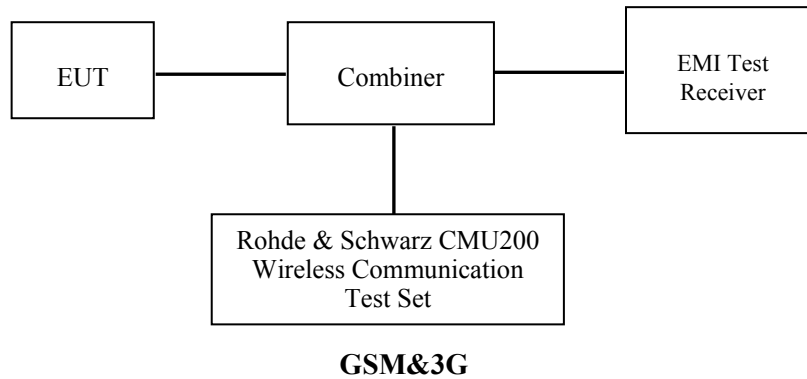 EUT
Combiner
EMI Test
Receiver
Rohde & Schwarz CMU200
Wireless Communication
Test Set
GSM&3G